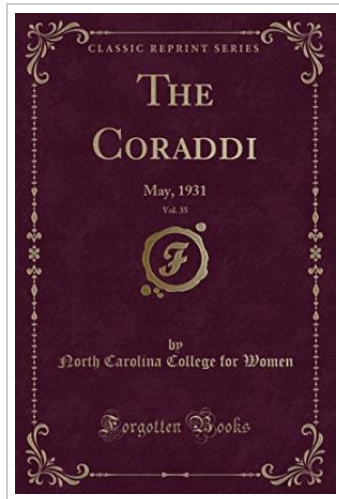 CLASSIC REPRINT SERIES
THE
CORADDI
May, 1931
Vol. 35
F
by
North Carolina College for Women
Forgotten Books